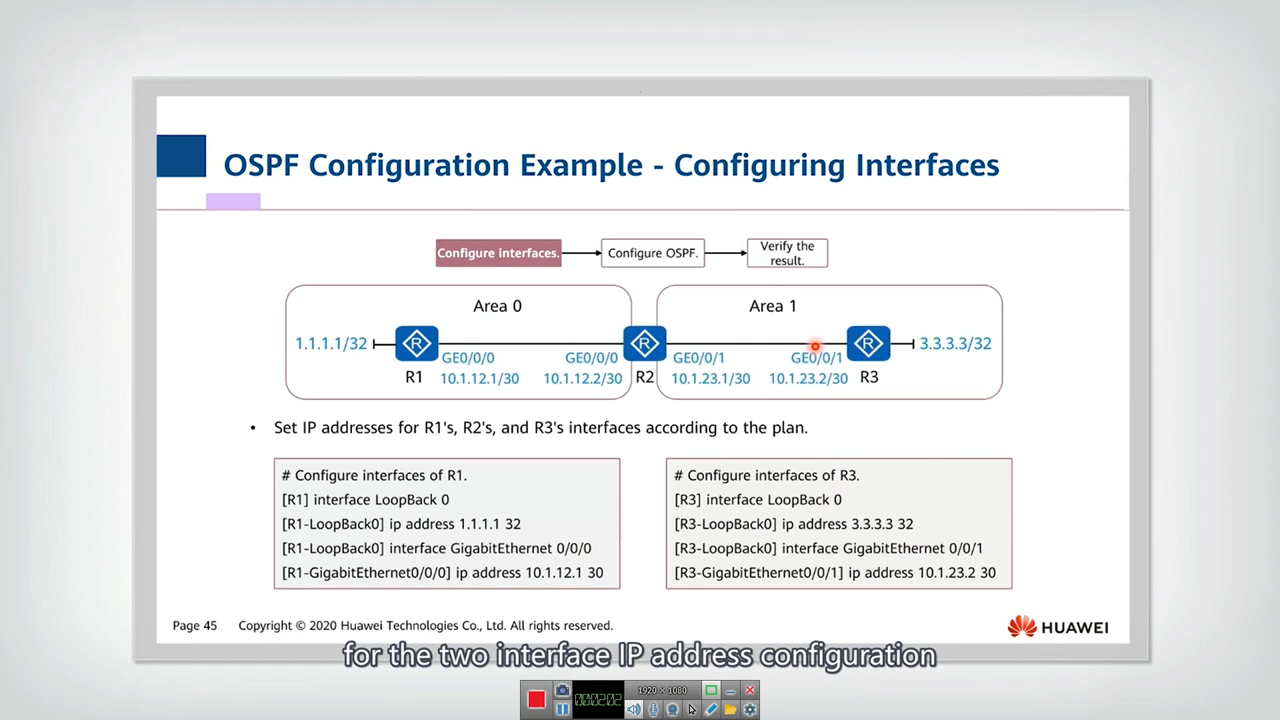 OSPF Configuration Example - Configuring Interfaces
Configure interfaces.
Configure OSPF.
Verify the
result.
Area 0
Area 1
1.1.1.1/32
3.3.3.3/32
GE0/0/0
GE0/0/0
GE0/0/1
GE0/0/1
R1
10.1.12.1/30
10.1.12.2/30
R2
10.1.23.1/30
10.1.23.2/30
R3
• Set IP addresses for R1's, R2's, and R3's interfaces according to the plan.
# Configure interfaces of R1.
[R1] interface LoopBack 0
[R1-LoopBack0] ip address 1.1.1.1 32
[R1-LoopBack0] interface GigabitEthernet 0/0/0
[R1-GigabitEthernet0/0/0] ip address 10.1.12.1 30
# Configure interfaces of R3.
[R3] interface LoopBack 0
[R3-LoopBack0] ip address 3.3.3.3 32
[R3-LoopBack0] interface GigabitEthernet 0/0/1
[R3-GigabitEthernet0/0/1] ip address 10.1.23.2 30
Page 45
Copyright © 2020 Huawei Technologies Co., Ltd. All rights reserved.
HUAWEI
for the two interface IP address configuration
1920 × 1080
000202